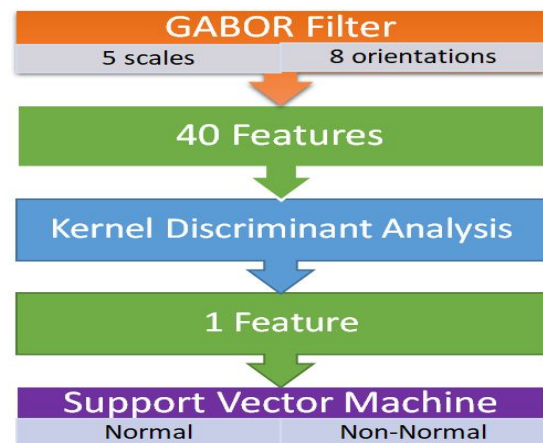 GABOR Filter
5 scales 8 orientations
40 Features
Kernel Discriminant Analysis
1 Feature
Support Vector Machine
Normal Non-Normal